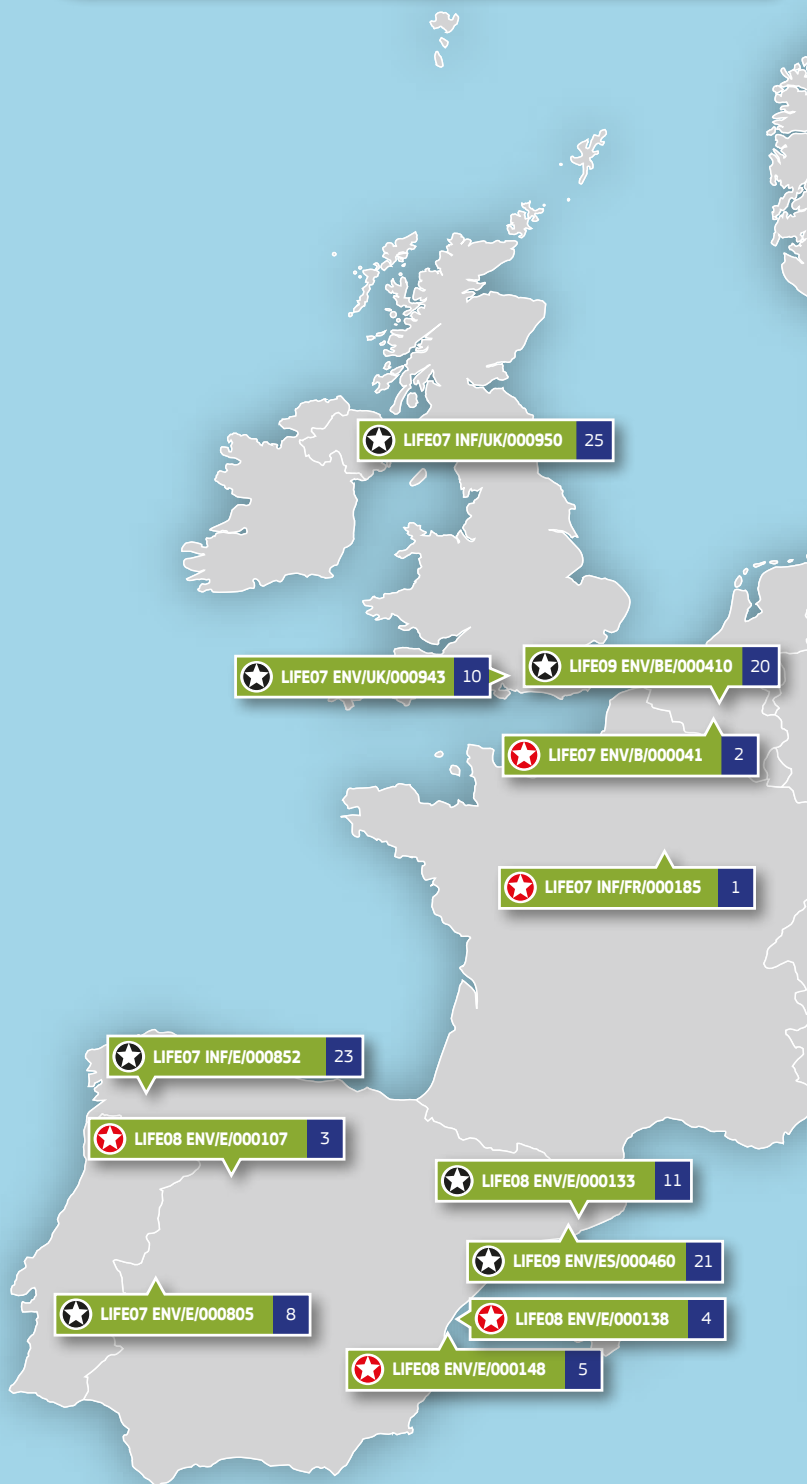 LIFE07 INF/UK/000950 25
LIFE07 ENV/UK/000943 10
LIFE09 ENV/BE/000410 20
LIFE07 ENV/B/000041 2
LIFE07 INF/FR/000185 1
LIFE07 INF/E/000852 23
LIFE08 ENV/E/000107 3
LIFE08 ENV/E/000133 11
LIFE09 ENV/ES/000460 21
LIFE07 ENV/E/000805 8
LIFE08 ENV/E/000138 4
LIFE08 ENV/E/000148 5